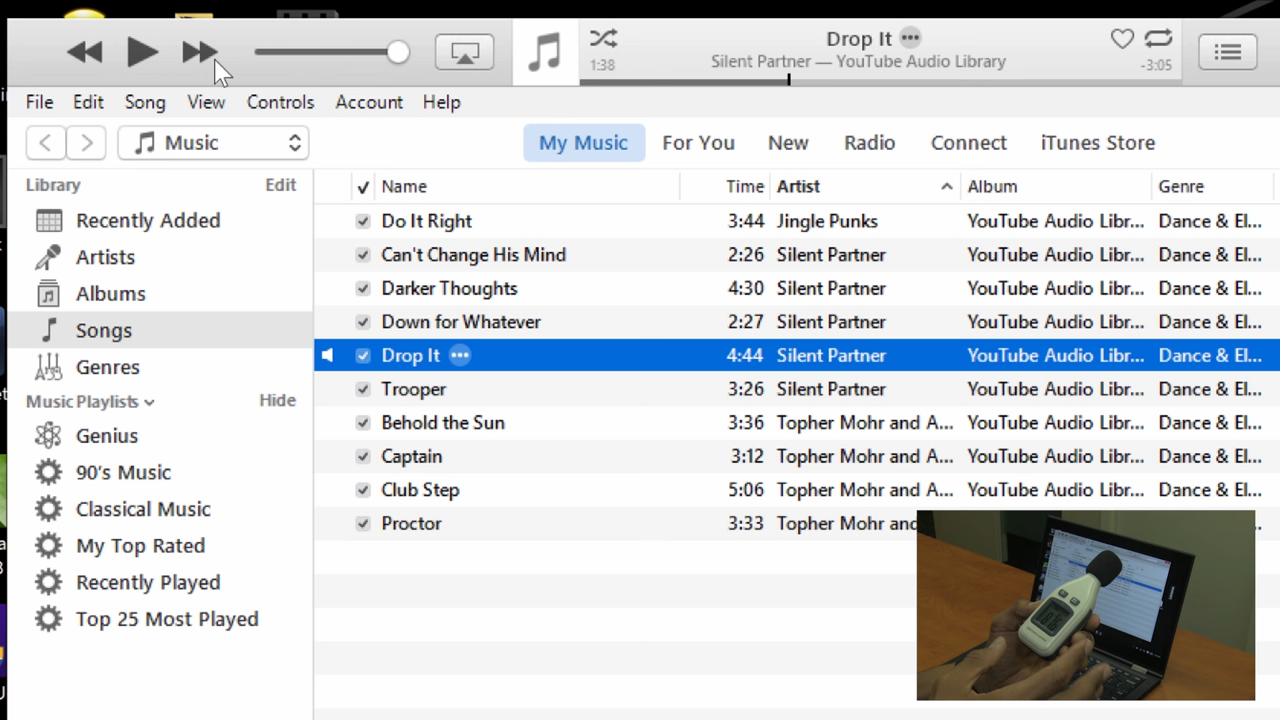 Drop It
1:38 Silent Partner — YouTube Audio Library -3:05
File Edit Song View Controls Account Help
Music My Music For You New Radio Connect iTunes Store
Library Edit
Recently Added
Artists
Albums
Songs
Genres
Music Playlists Hide
Genius
90's Music
Classical Music
My Top Rated
Recently Played
Top 25 Most Played
Name Time Artist Album Genre
Do It Right 3:44 Jingle Punks YouTube Audio Libr... Dance & El...
Can't Change His Mind 2:26 Silent Partner YouTube Audio Libr... Dance & El...
Darker Thoughts 4:30 Silent Partner YouTube Audio Libr... Dance & El...
Down for Whatever 2:27 Silent Partner YouTube Audio Libr... Dance & El...
Drop It 4:44 Silent Partner YouTube Audio Libr... Dance & El...
Trooper 3:26 Silent Partner YouTube Audio Libr... Dance & El...
Behold the Sun 3:36 Topher Mohr and A... YouTube Audio Libr... Dance & El...
Captain 3:12 Topher Mohr and A... YouTube Audio Libr... Dance & El...
Club Step 5:06 Topher Mohr and A... YouTube Audio Libr... Dance & El...
Proctor 3:33 Topher Mohr and